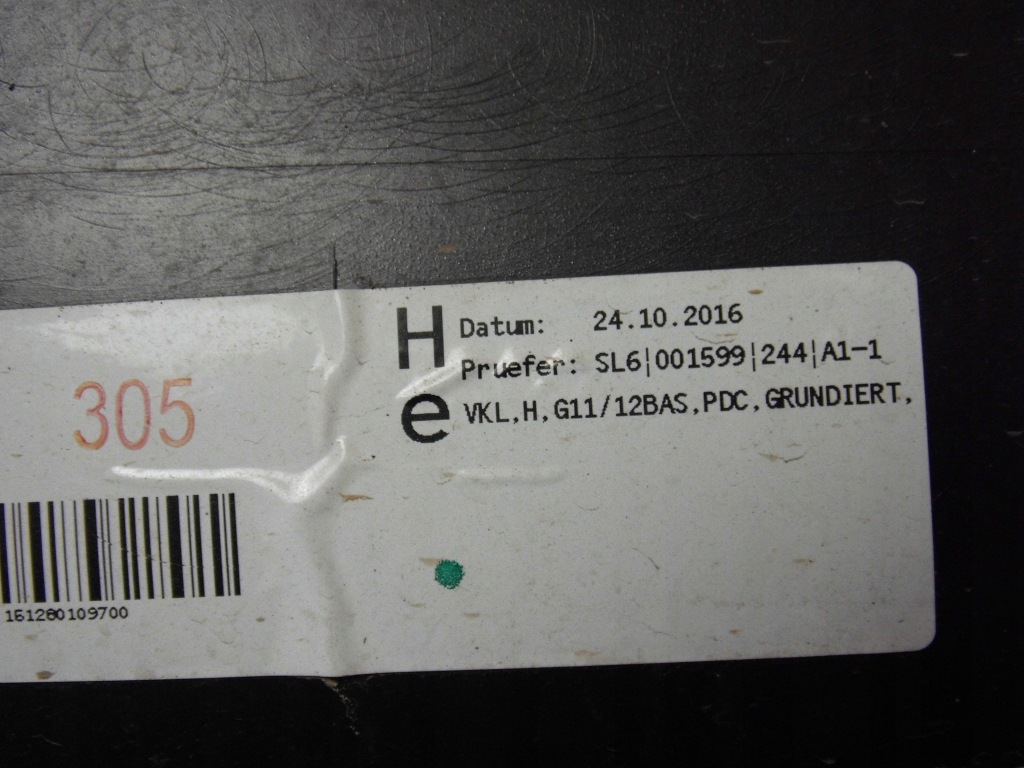 H Datum: 24.10.2016
Pruefer: SL6|001599|244|A1-1
e VKL,H,G11/12BAS,PDC,GRUNDIERT,
305
161280109700